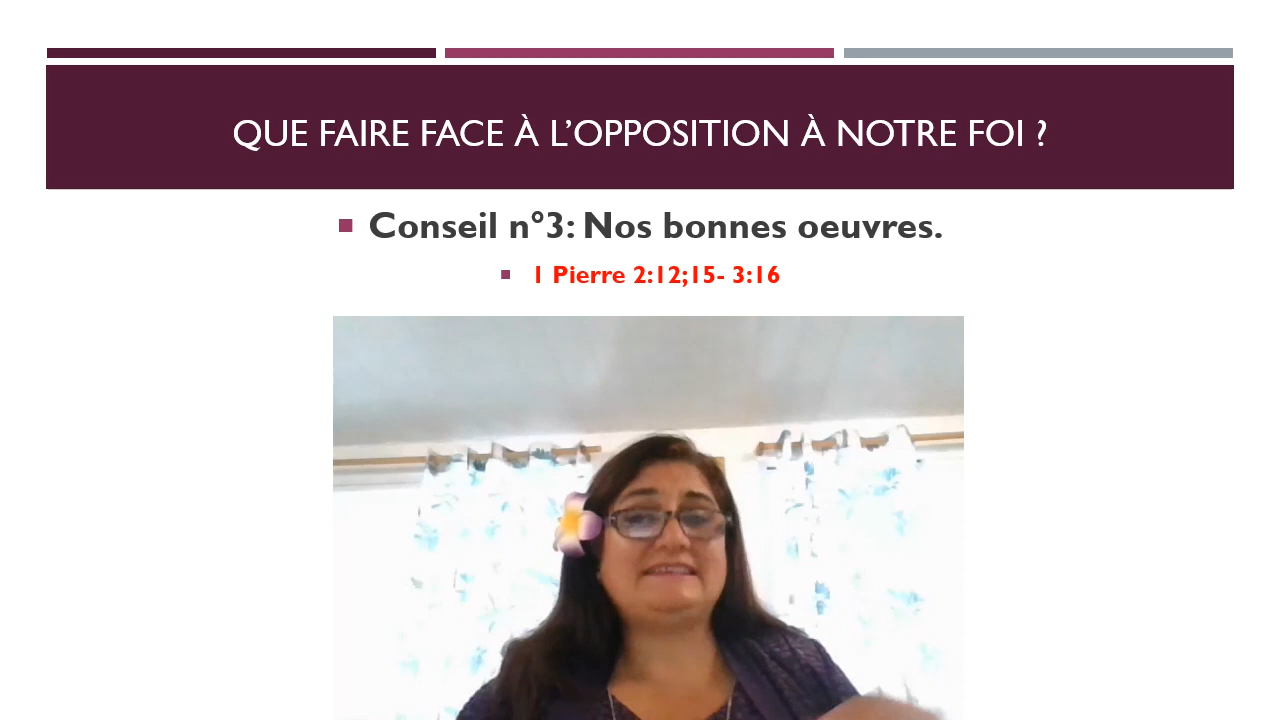 QUE FAIRE FACE À L’OPPOSITION À NOTRE FOI ?
Conseil n°3: Nos bonnes oeuvres.
1 Pierre 2:12;15- 3:16